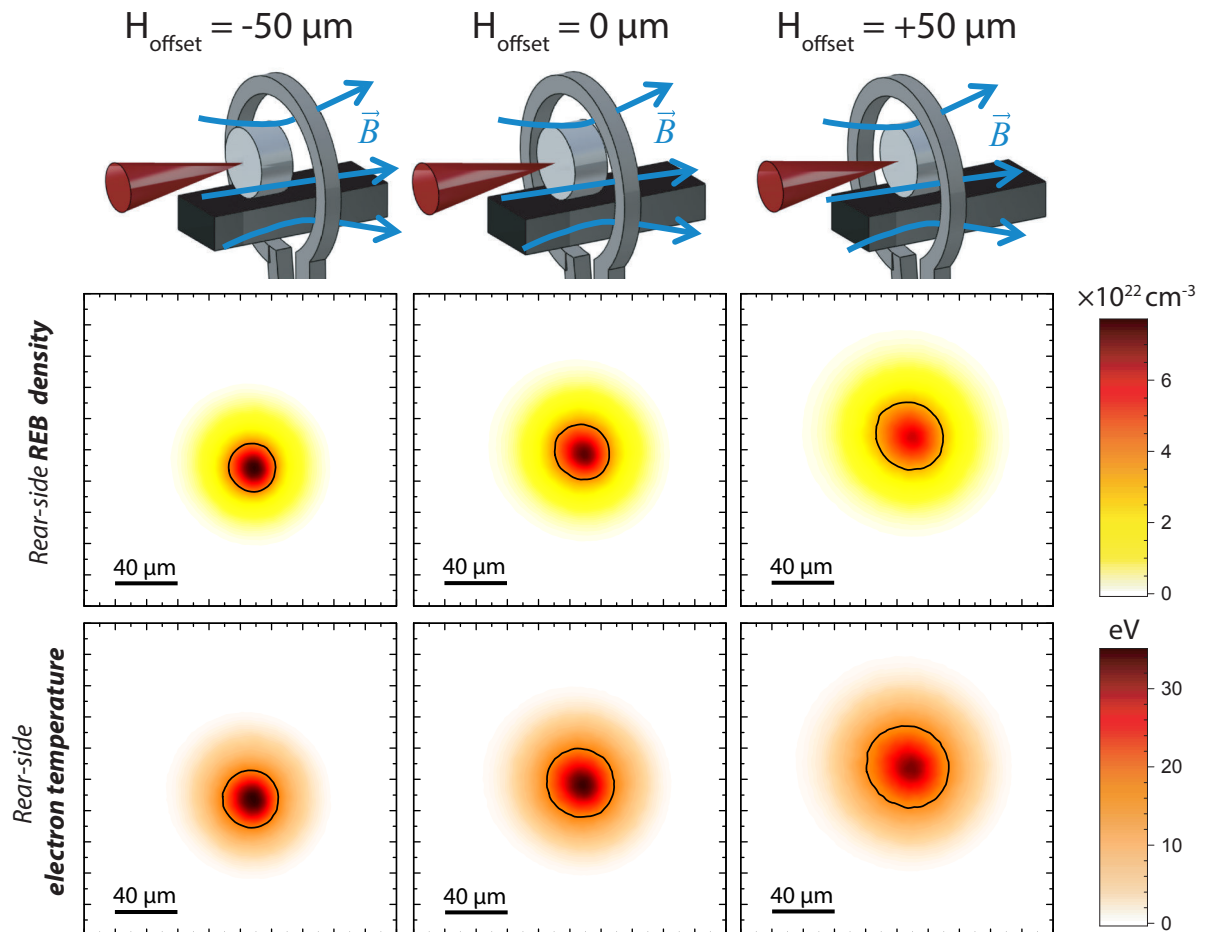 H_offset = -50 μm
H_offset = 0 μm
H_offset = +50 μm
B
B
B
Rear-side REB density
40 μm
40 μm
40 μm
×10^22 cm^-3
6
4
2
0
Rear-side
electron temperature
40 μm
40 μm
40 μm
eV
30
20
10
0